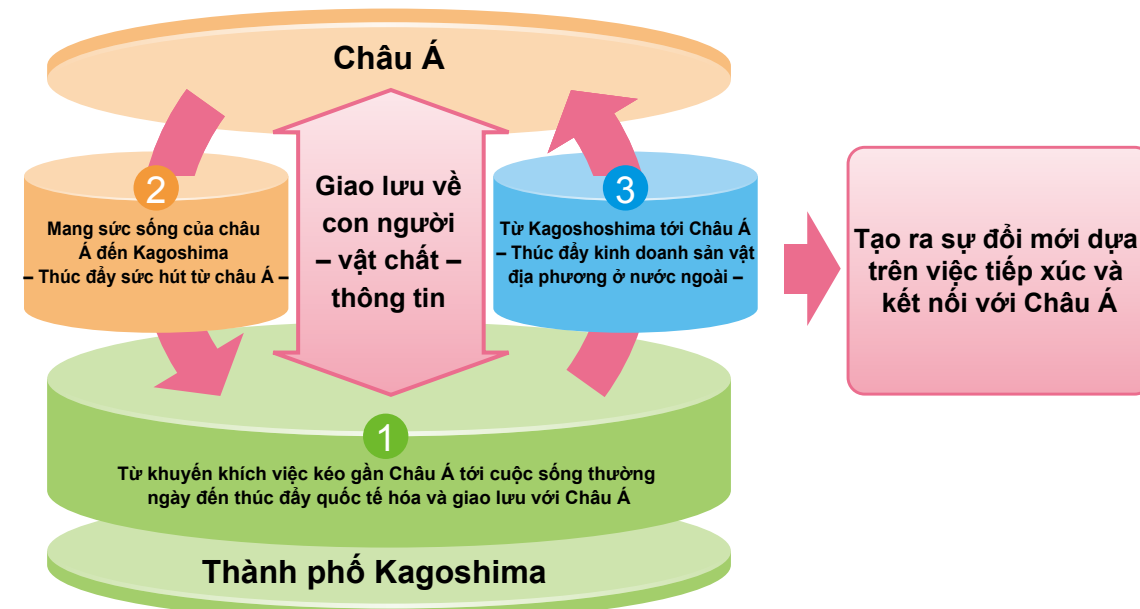 Châu Á
2
Mang sức sống của châu
Á đến Kagoshima
– Thúc đẩy sức hút từ châu Á –
Giao lưu về
con người
– vật chất –
thông tin
3
Từ Kagoshoshima tới Châu Á
– Thúc đẩy kinh doanh sản vật
địa phương ở nước ngoài –
Tạo ra sự đổi mới dựa
trên việc tiếp xúc và
kết nối với Châu Á
1
Từ khuyến khích việc kéo gần Châu Á tới cuộc sống thường
ngày đến thúc đẩy quốc tế hóa và giao lưu với Châu Á
Thành phố Kagoshima